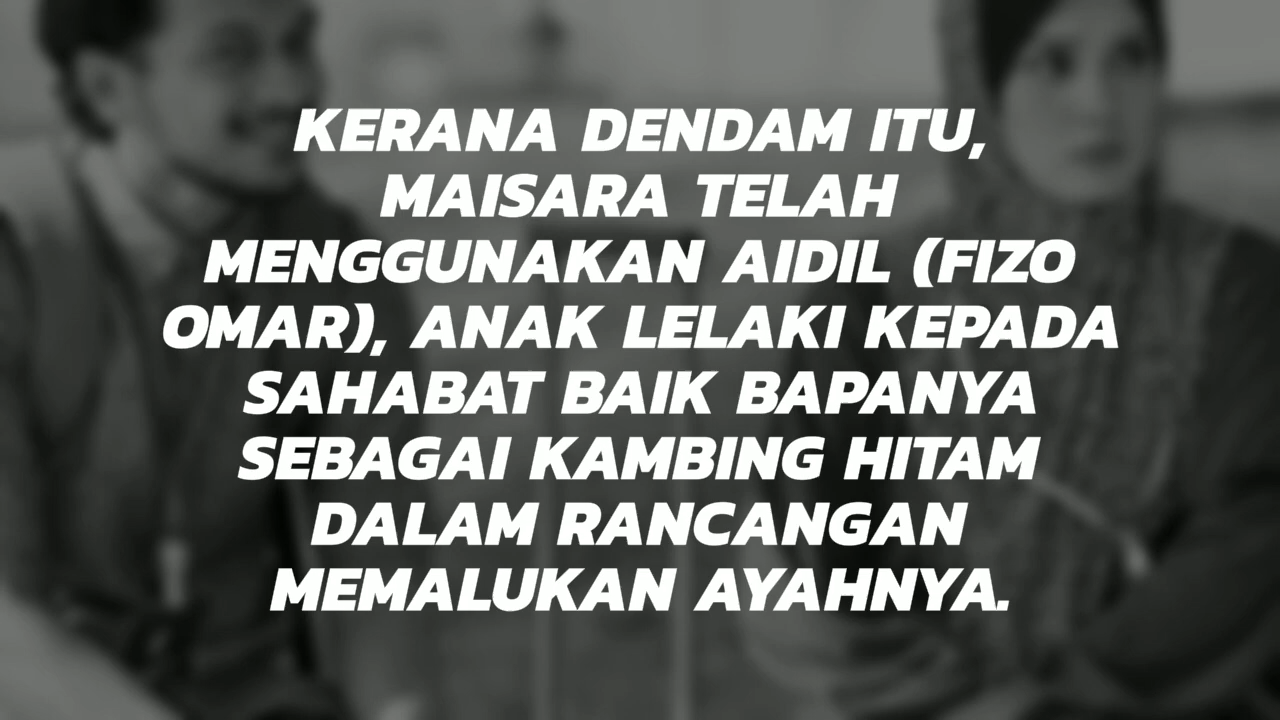 KERANA DENDAM ITU,
MAISARA TELAH
MENGGUNAKAN AIDIL (FIZO
OMAR), ANAK LELAKI KEPADA
SAHABAT BAIK BAPANYA
SEBAGAI KAMBING HITAM
DALAM RANCANGAN
MEMALUKAN AYAHNYA.